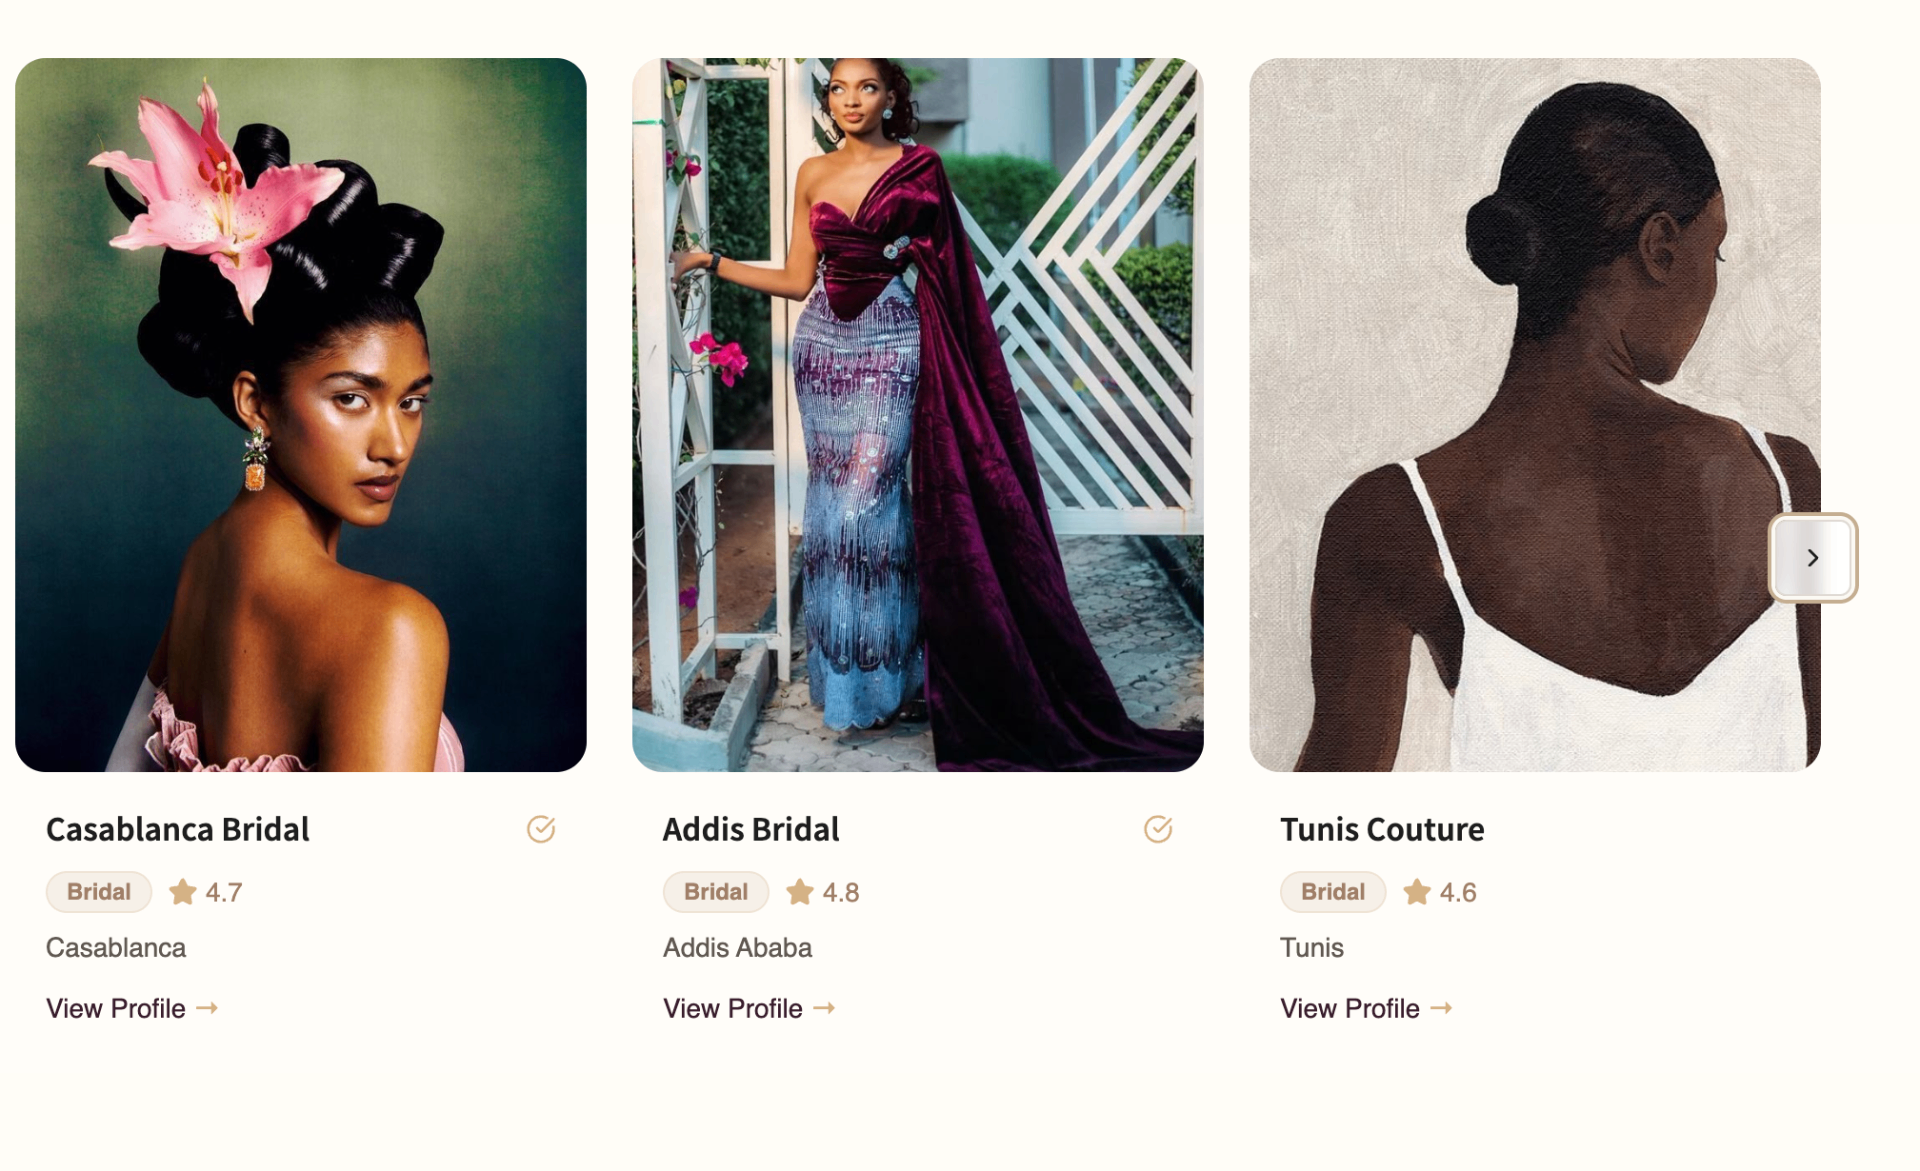 Casablanca Bridal
Bridal 4.7
Casablanca
View Profile →
Addis Bridal
Bridal 4.8
Addis Ababa
View Profile →
Tunis Couture
Bridal 4.6
Tunis
View Profile →